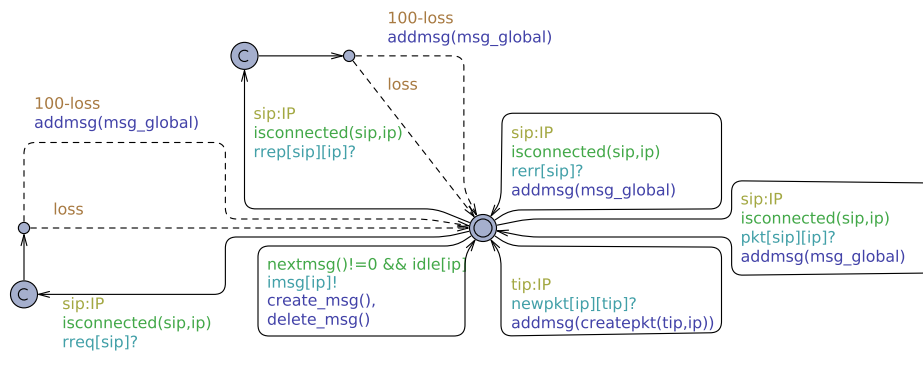 100-loss
addmsg(msg_global)
C
loss
100-loss
addmsg(msg_global)
sip:IP
isconnected(sip,ip)
rrep[sip][ip]?
sip:IP
isconnected(sip,ip)
rerr[sip]?
addmsg(msg_global)
loss
sip:IP
isconnected(sip,ip)
pkt[sip][ip]?
addmsg(msg_global)
C
sip:IP
isconnected(sip,ip)
rreq[sip]?
nextmsg()!=0 && idle[ip]
imsg[ip]!
create_msg(),
delete_msg()
tip:IP
newpkt[ip][tip]?
addmsg(createpkt(tip,ip))